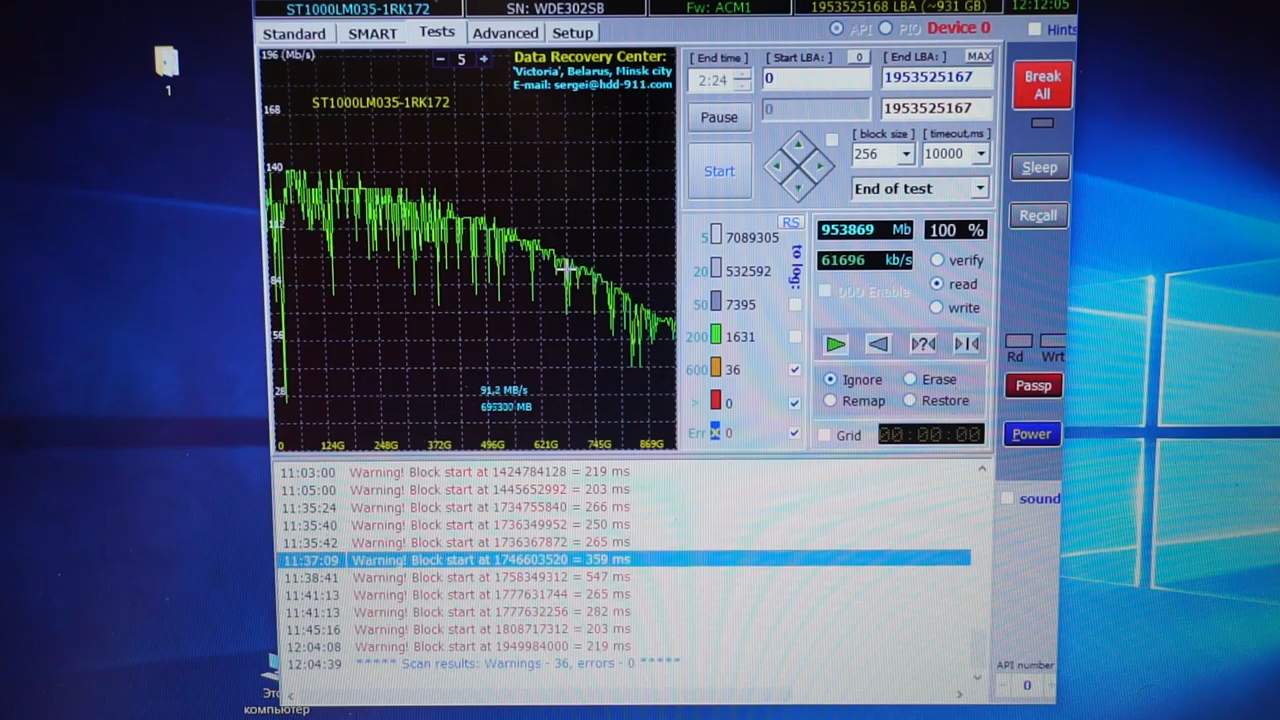 ST1000LM035-1RK172 SN: WDE302SB Fw: ACM1 1953525168 LBA (~931 GB) 12:12:05
Standard SMART Tests Advanced Setup API PIO Device 0 Hints
196 (Mb/s) 5
Data Recovery Center:
'Victoria', Belarus, Minsk city
E-mail: sergei@hdd-911.com
ST1000LM035-1RK172
168
140
112
84
56
28
91,2 MB/s
0 124G 248G 372G 496G 621G 745G 869G
[ End time ] [ Start LBA: ] 0 [ End LBA: ] MAX
2:24 0 1953525167
0 1953525167
Pause
Start
[ block size ] [ timeout,ms ]
256 10000
End of test
RS
to log:
5 7089305
20 532592
50 7395
200 1631
600 36
> 0
Err x 0
953869 Mb 100 %
61696 kb/s
verify
read
write
DDD Enable
Ignore Erase
Remap Restore
Grid 00:00:00
Break
All
Sleep
Recall
Rd Wrt
Passp
Power
sound
API number
0
11:03:00 Warning! Block start at 1424784128 = 219 ms
11:05:00 Warning! Block start at 1445652992 = 203 ms
11:35:24 Warning! Block start at 1734755840 = 266 ms
11:35:40 Warning! Block start at 1736349952 = 250 ms
11:35:42 Warning! Block start at 1736367872 = 265 ms
11:37:09 Warning! Block start at 1746603520 = 359 ms
11:38:41 Warning! Block start at 1758349312 = 547 ms
11:41:13 Warning! Block start at 1777631744 = 265 ms
11:41:13 Warning! Block start at 1777632256 = 282 ms
11:45:16 Warning! Block start at 1808717312 = 203 ms
12:04:08 Warning! Block start at 1949984000 = 219 ms
12:04:39 ***** Scan results: Warnings - 36, errors - 0 *****
1
компьютер